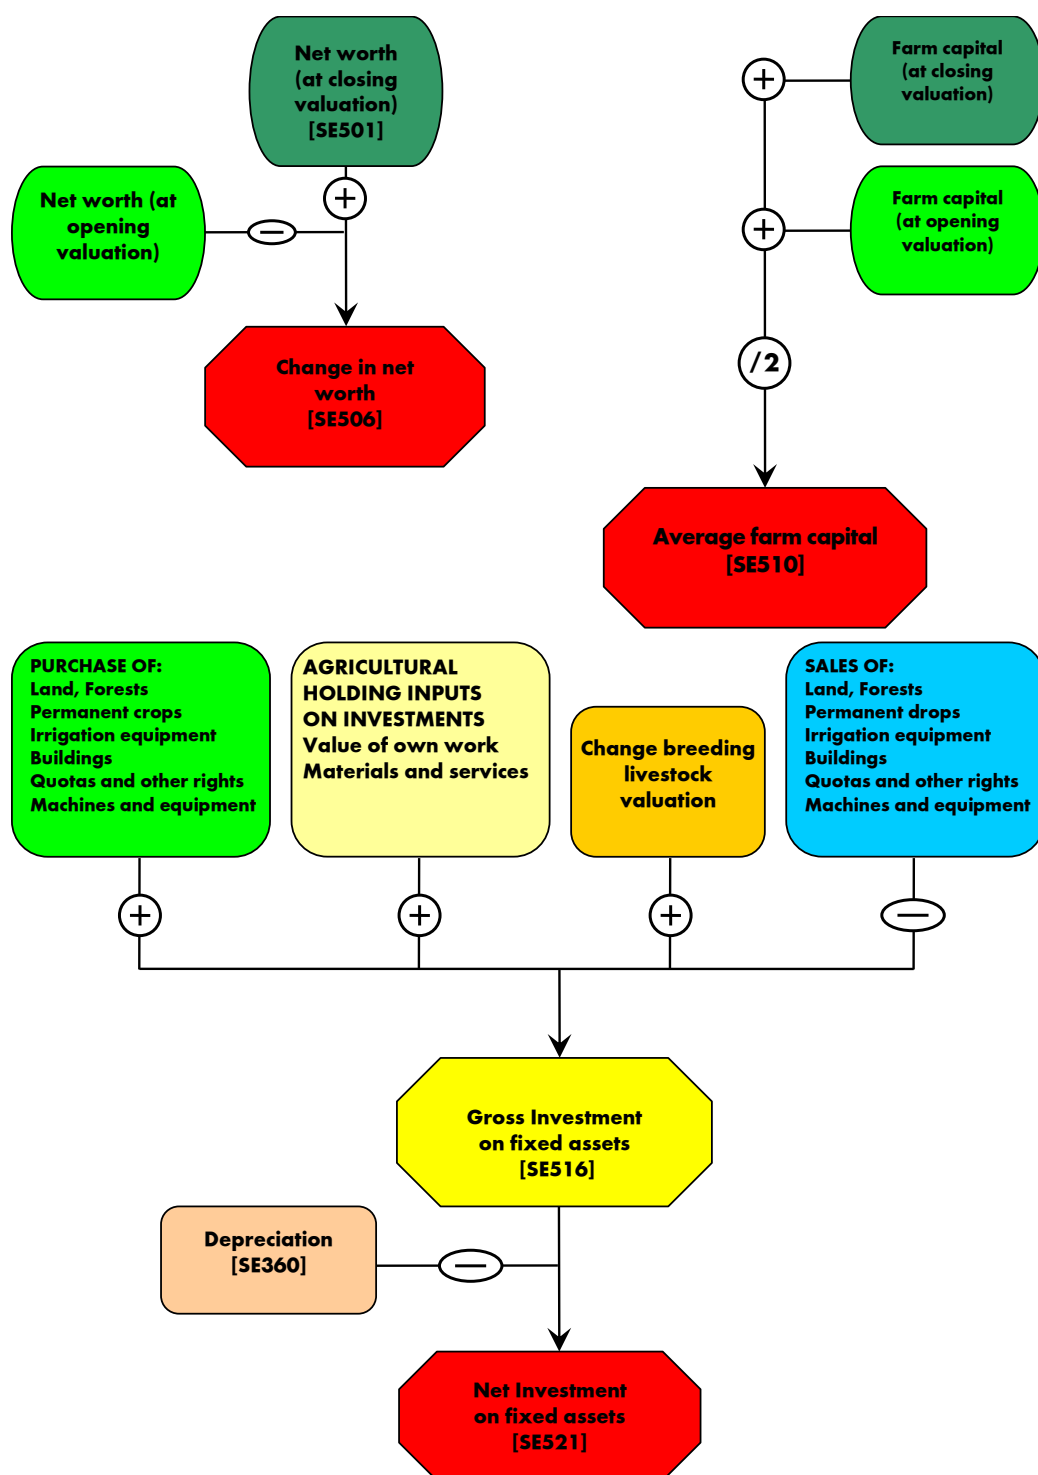 Net worth
(at closing
valuation)
[SE501]
+
Net worth (at
opening
valuation)
−
Change in net
worth
[SE506]
Farm capital
(at closing
valuation)
+
Farm capital
(at opening
valuation)
+
/2
Average farm capital
[SE510]
PURCHASE OF:
Land, Forests
Permanent crops
Irrigation equipment
Buildings
Quotas and other rights
Machines and equipment
AGRICULTURAL
HOLDING INPUTS
ON INVESTMENTS
Value of own work
Materials and services
Change breeding
livestock
valuation
SALES OF:
Land, Forests
Permanent drops
Irrigation equipment
Buildings
Quotas and other rights
Machines and equipment
+
+
+
−
Gross Investment
on fixed assets
[SE516]
Depreciation
[SE360]
−
Net Investment
on fixed assets
[SE521]